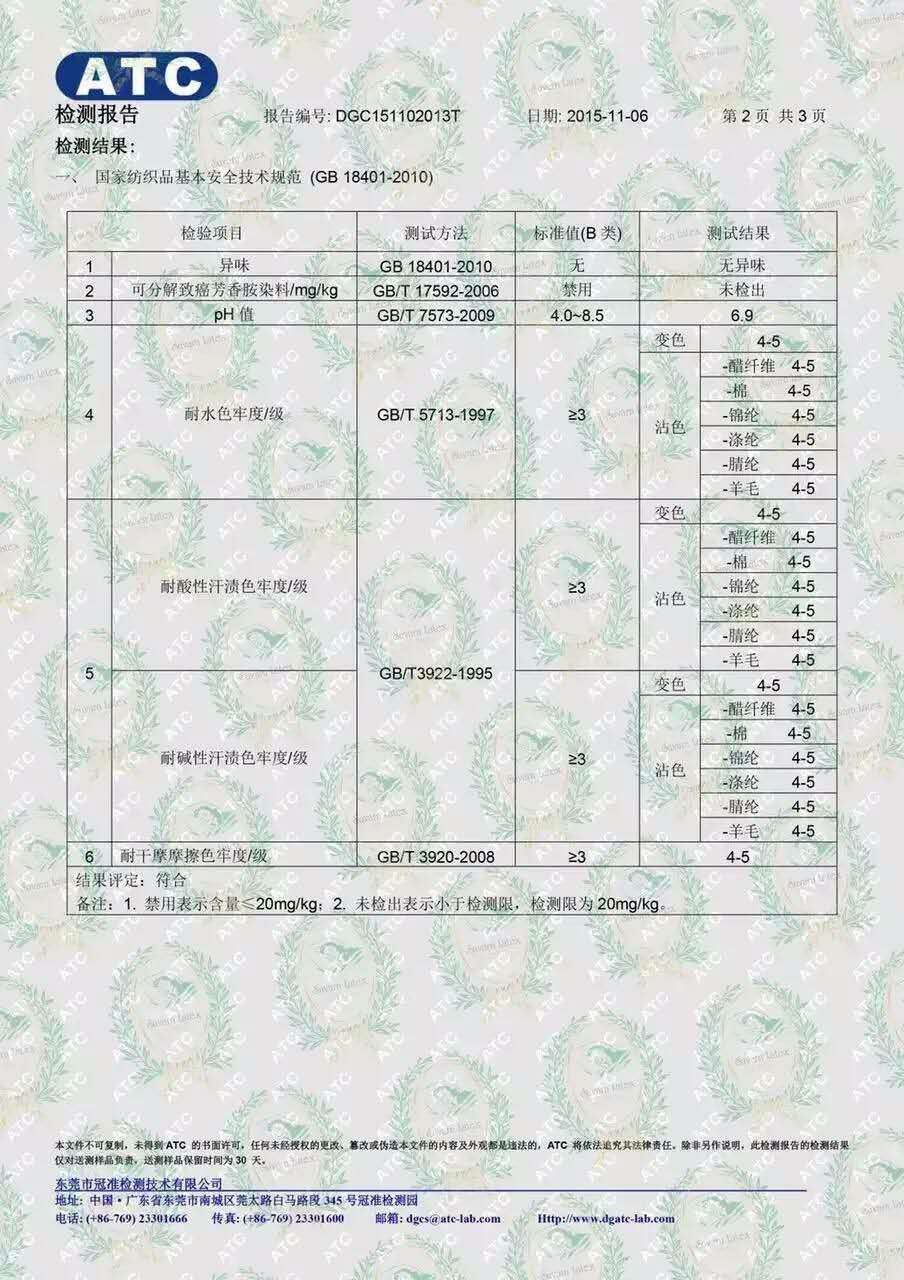 ATC
检测报告 报告编号: DGC151102013T 日期: 2015-11-06 第 2 页 共 3 页
检测结果：
一、 国家纺织品基本安全技术规范 (GB 18401-2010)
检验项目 测试方法 标准值(B 类) 测试结果
1 异味 GB 18401-2010 无 无异味
2 可分解致癌芳香胺染料/mg/kg GB/T 17592-2006 禁用 未检出
3 pH 值 GB/T 7573-2009 4.0~8.5 6.9
4 耐水色牢度/级 GB/T 5713-1997 ≥3
变色 4-5
沾色
-醋纤维 4-5
-棉 4-5
-锦纶 4-5
-涤纶 4-5
-腈纶 4-5
-羊毛 4-5
5 耐酸性汗渍色牢度/级 GB/T3922-1995 ≥3
变色 4-5
沾色
-醋纤维 4-5
-棉 4-5
-锦纶 4-5
-涤纶 4-5
-腈纶 4-5
-羊毛 4-5
耐碱性汗渍色牢度/级 ≥3
变色 4-5
沾色
-醋纤维 4-5
-棉 4-5
-锦纶 4-5
-涤纶 4-5
-腈纶 4-5
-羊毛 4-5
6 耐干摩摩擦色牢度/级 GB/T 3920-2008 ≥3 4-5
结果评定：符合
备注：1. 禁用表示含量≤20mg/kg；2. 未检出表示小于检测限，检测限为 20mg/kg。
本文件不可复制，未得到 ATC 的书面许可，任何未经授权的更改、篡改或伪造本文件的内容及外观都是违法的，ATC 将依法追究其法律责任。除非另作说明，此检测报告的检测结果
仅对送测样品负责，送测样品保留时间为 30 天。
东莞市冠准检测技术有限公司
地址: 中国·广东省东莞市南城区莞太路白马路段 345 号冠准检测园
电话: (+86-769) 23301666 传真: (+86-769) 23301600 邮箱: dgcs@atc-lab.com Http://www.dgatc-lab.com